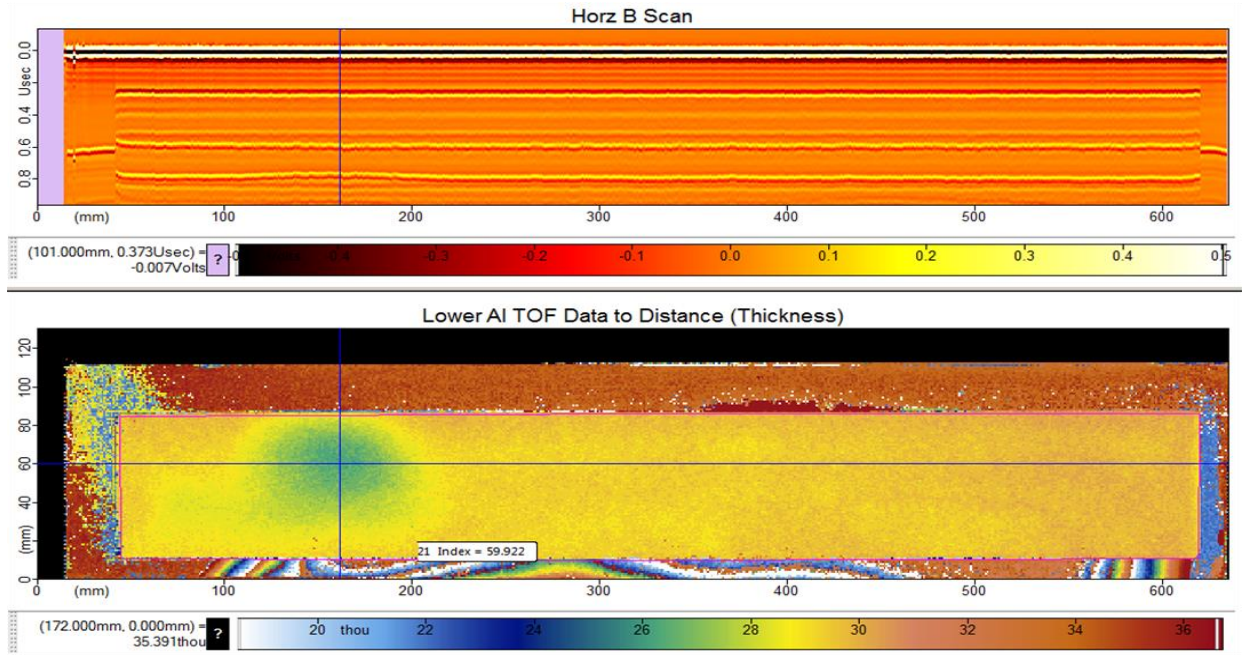 Horz B Scan
0.0
Usec
0.4
0.6
0.8
0 (mm) 100 200 300 400 500 600
(101.000mm, 0.373Usec) =
-0.007Volts
? -0.4 -0.3 -0.2 -0.1 0.0 0.1 0.2 0.3 0.4 0.5
Lower Al TOF Data to Distance (Thickness)
120
100
80
60
40
(mm)
21 Index = 59.922
0
0 (mm) 100 200 300 400 500 600
(172.000mm, 0.000mm) =
35.391thou
? 20 thou 22 24 26 28 30 32 34 36